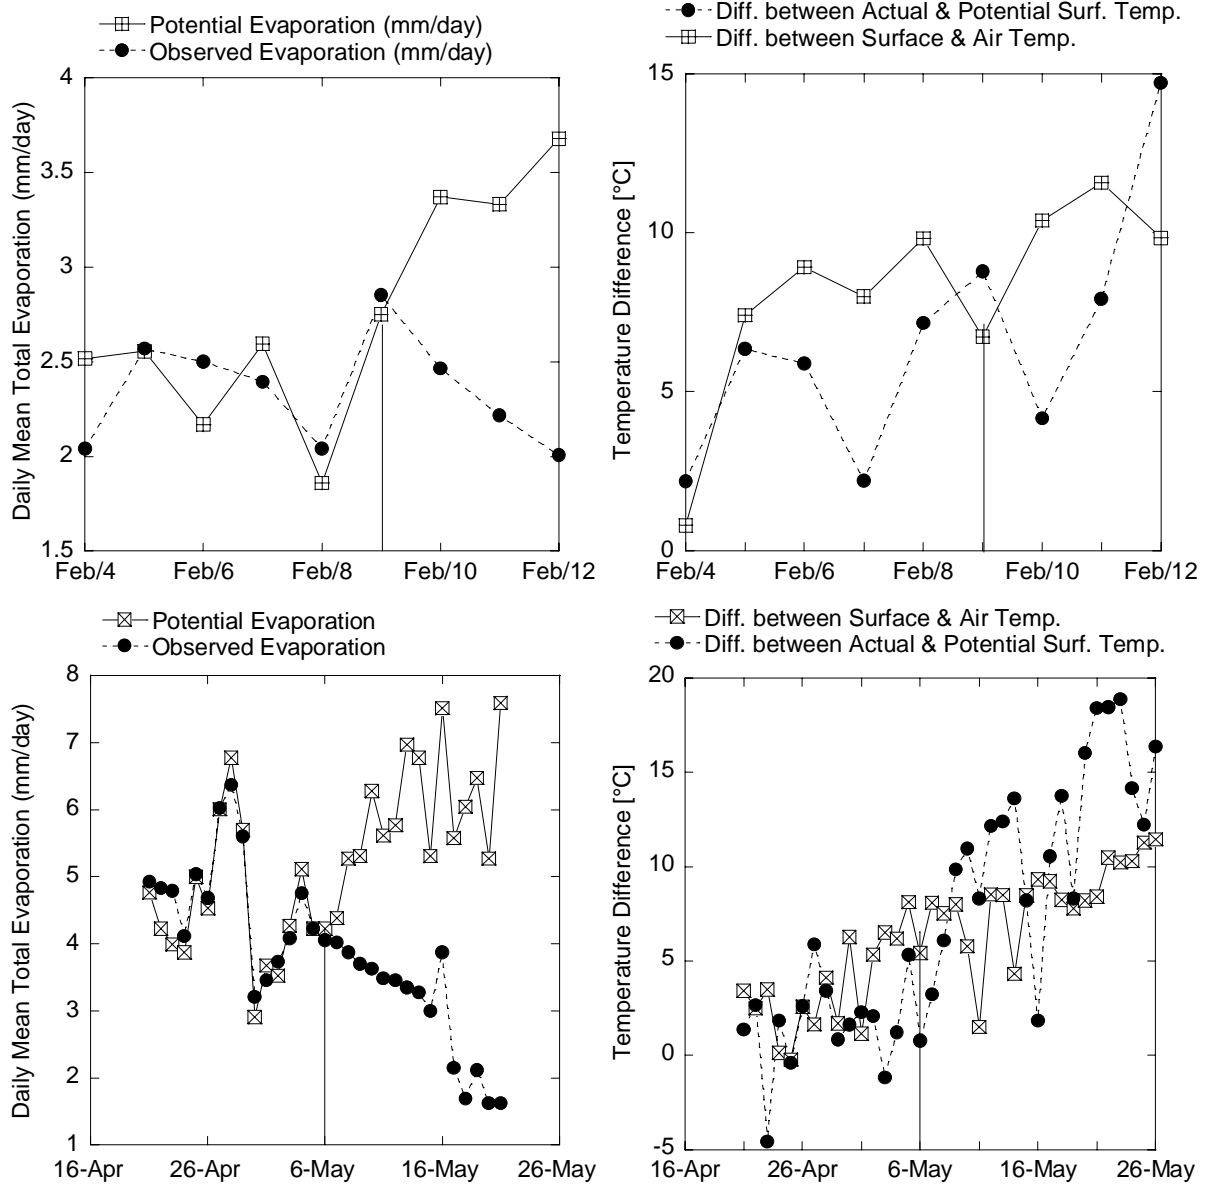 Potential Evaporation (mm/day)
Observed Evaporation (mm/day)
Daily Mean Total Evaporation (mm/day)
4
3.5
3
2.5
2
1.5
Feb/4 Feb/6 Feb/8 Feb/10 Feb/12
Diff. between Actual & Potential Surf. Temp.
Diff. between Surface & Air Temp.
Temperature Difference [°C]
15
10
5
0
Feb/4 Feb/6 Feb/8 Feb/10 Feb/12
Potential Evaporation
Observed Evaporation
Daily Mean Total Evaporation (mm/day)
8
7
6
5
4
3
2
1
16-Apr 26-Apr 6-May 16-May 26-May
Diff. between Surface & Air Temp.
Diff. between Actual & Potential Surf. Temp.
Temperature Difference [°C]
20
15
10
5
0
-5
16-Apr 26-Apr 6-May 16-May 26-May